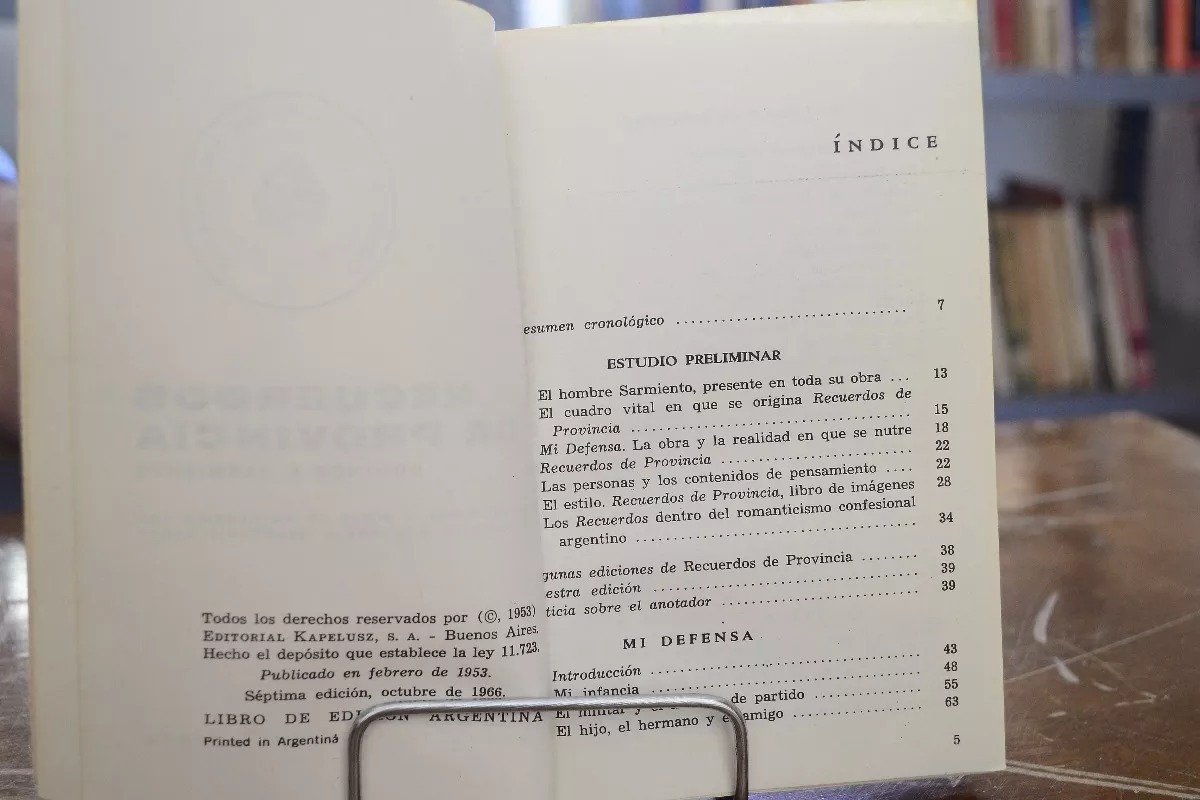 Todos los derechos reservados por (©, 1953)
EDITORIAL KAPELUSZ, S. A. - Buenos Aires.
Hecho el depósito que establece la ley 11.723.
Publicado en febrero de 1953.
Séptima edición, octubre de 1966.
LIBRO DE EDICIÓN ARGENTINA
Printed in Argentina
ÍNDICE
esumen cronológico .............................. 7
ESTUDIO PRELIMINAR
El hombre Sarmiento, presente en toda su obra ... 13
El cuadro vital en que se origina Recuerdos de
Provincia .............................. 15
Mi Defensa. La obra y la realidad en que se nutre 18
Recuerdos de Provincia .............................. 22
Las personas y los contenidos de pensamiento .... 22
El estilo. Recuerdos de Provincia, libro de imágenes 28
Los Recuerdos dentro del romanticismo confesional
argentino .............................. 34
gunas ediciones de Recuerdos de Provincia ........ 38
estra edición .............................. 39
ticia sobre el anotador .............................. 39
MI DEFENSA
Introducción .............................. 43
Mi infancia .............................. 48
El militar y el de partido .............................. 55
El hijo, el hermano y el amigo .............................. 63
5